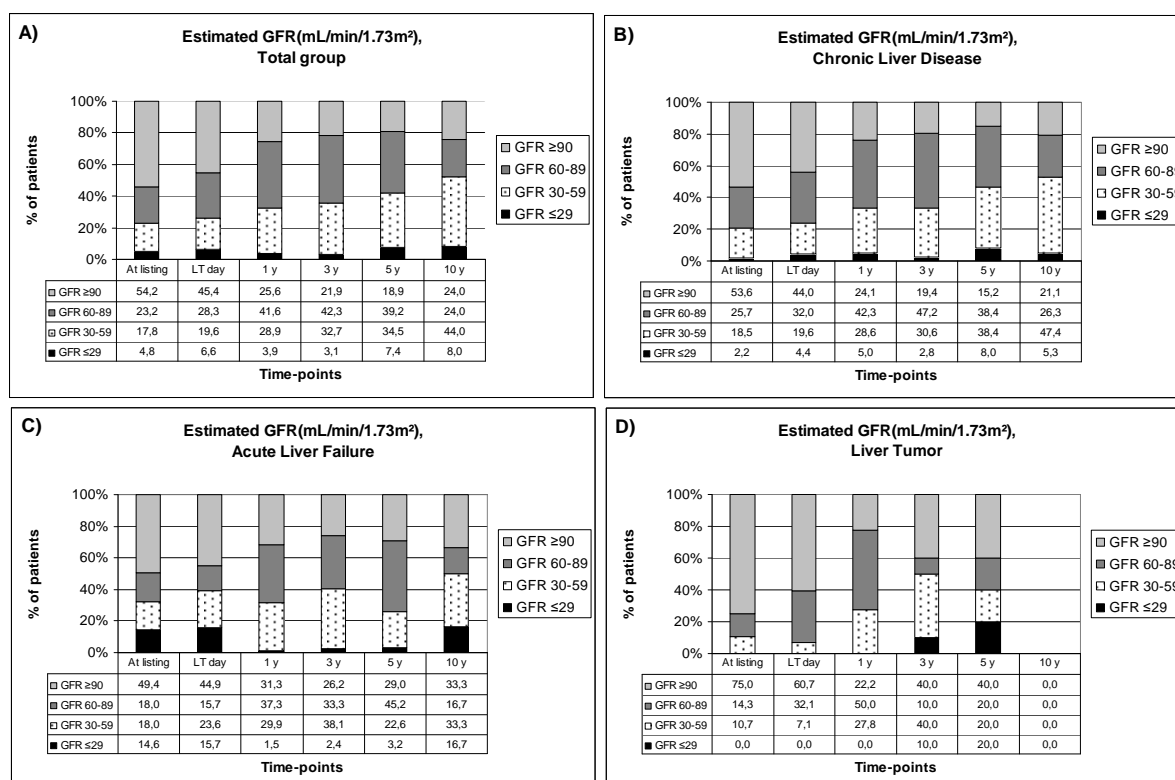 A)
Estimated GFR(mL/min/1.73m²),
Total group
100%
80%
60%
40%
20%
0%
% of patients
GFR ≥90
GFR 60-89
GFR 30-59
GFR ≤29
At listing LT day 1 y 3 y 5 y 10 y
GFR ≥90 54,2 45,4 25,6 21,9 18,9 24,0
GFR 60-89 23,2 28,3 41,6 42,3 39,2 24,0
GFR 30-59 17,8 19,6 28,9 32,7 34,5 44,0
GFR ≤29 4,8 6,6 3,9 3,1 7,4 8,0
Time-points
B)
Estimated GFR(mL/min/1.73m²),
Chronic Liver Disease
100%
80%
60%
40%
20%
0%
% of patients
GFR ≥90
GFR 60-89
GFR 30-59
GFR ≤29
At listing LT day 1 y 3 y 5 y 10 y
GFR ≥90 53,6 44,0 24,1 19,4 15,2 21,1
GFR 60-89 25,7 32,0 42,3 47,2 38,4 26,3
GFR 30-59 18,5 19,6 28,6 30,6 38,4 47,4
GFR ≤29 2,2 4,4 5,0 2,8 8,0 5,3
Time-points
C)
Estimated GFR(mL/min/1.73m²),
Acute Liver Failure
100%
80%
60%
40%
20%
0%
% of patients
GFR ≥90
GFR 60-89
GFR 30-59
GFR ≤29
At listing LT day 1 y 3 y 5 y 10 y
GFR ≥90 49,4 44,9 31,3 26,2 29,0 33,3
GFR 60-89 18,0 15,7 37,3 33,3 45,2 16,7
GFR 30-59 18,0 23,6 29,9 38,1 22,6 33,3
GFR ≤29 14,6 15,7 1,5 2,4 3,2 16,7
Time-points
D)
Estimated GFR(mL/min/1.73m²),
Liver Tumor
100%
80%
60%
40%
20%
0%
% of patients
GFR ≥90
GFR 60-89
GFR 30-59
GFR ≤29
At listing LT day 1 y 3 y 5 y 10 y
GFR ≥90 75,0 60,7 22,2 40,0 40,0 0,0
GFR 60-89 14,3 32,1 50,0 10,0 20,0 0,0
GFR 30-59 10,7 7,1 27,8 40,0 20,0 0,0
GFR ≤29 0,0 0,0 0,0 10,0 20,0 0,0
Time-points